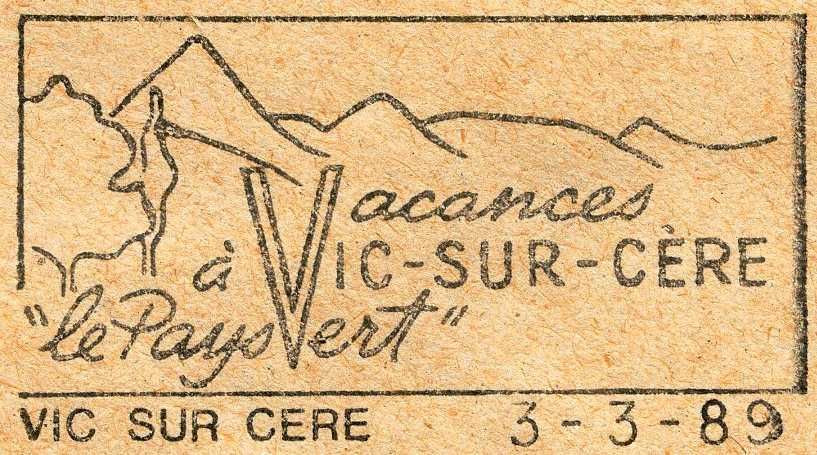 Vacances
à VIC-SUR-CÈRE
"le Pays Vert"
VIC SUR CERE 3-3-89